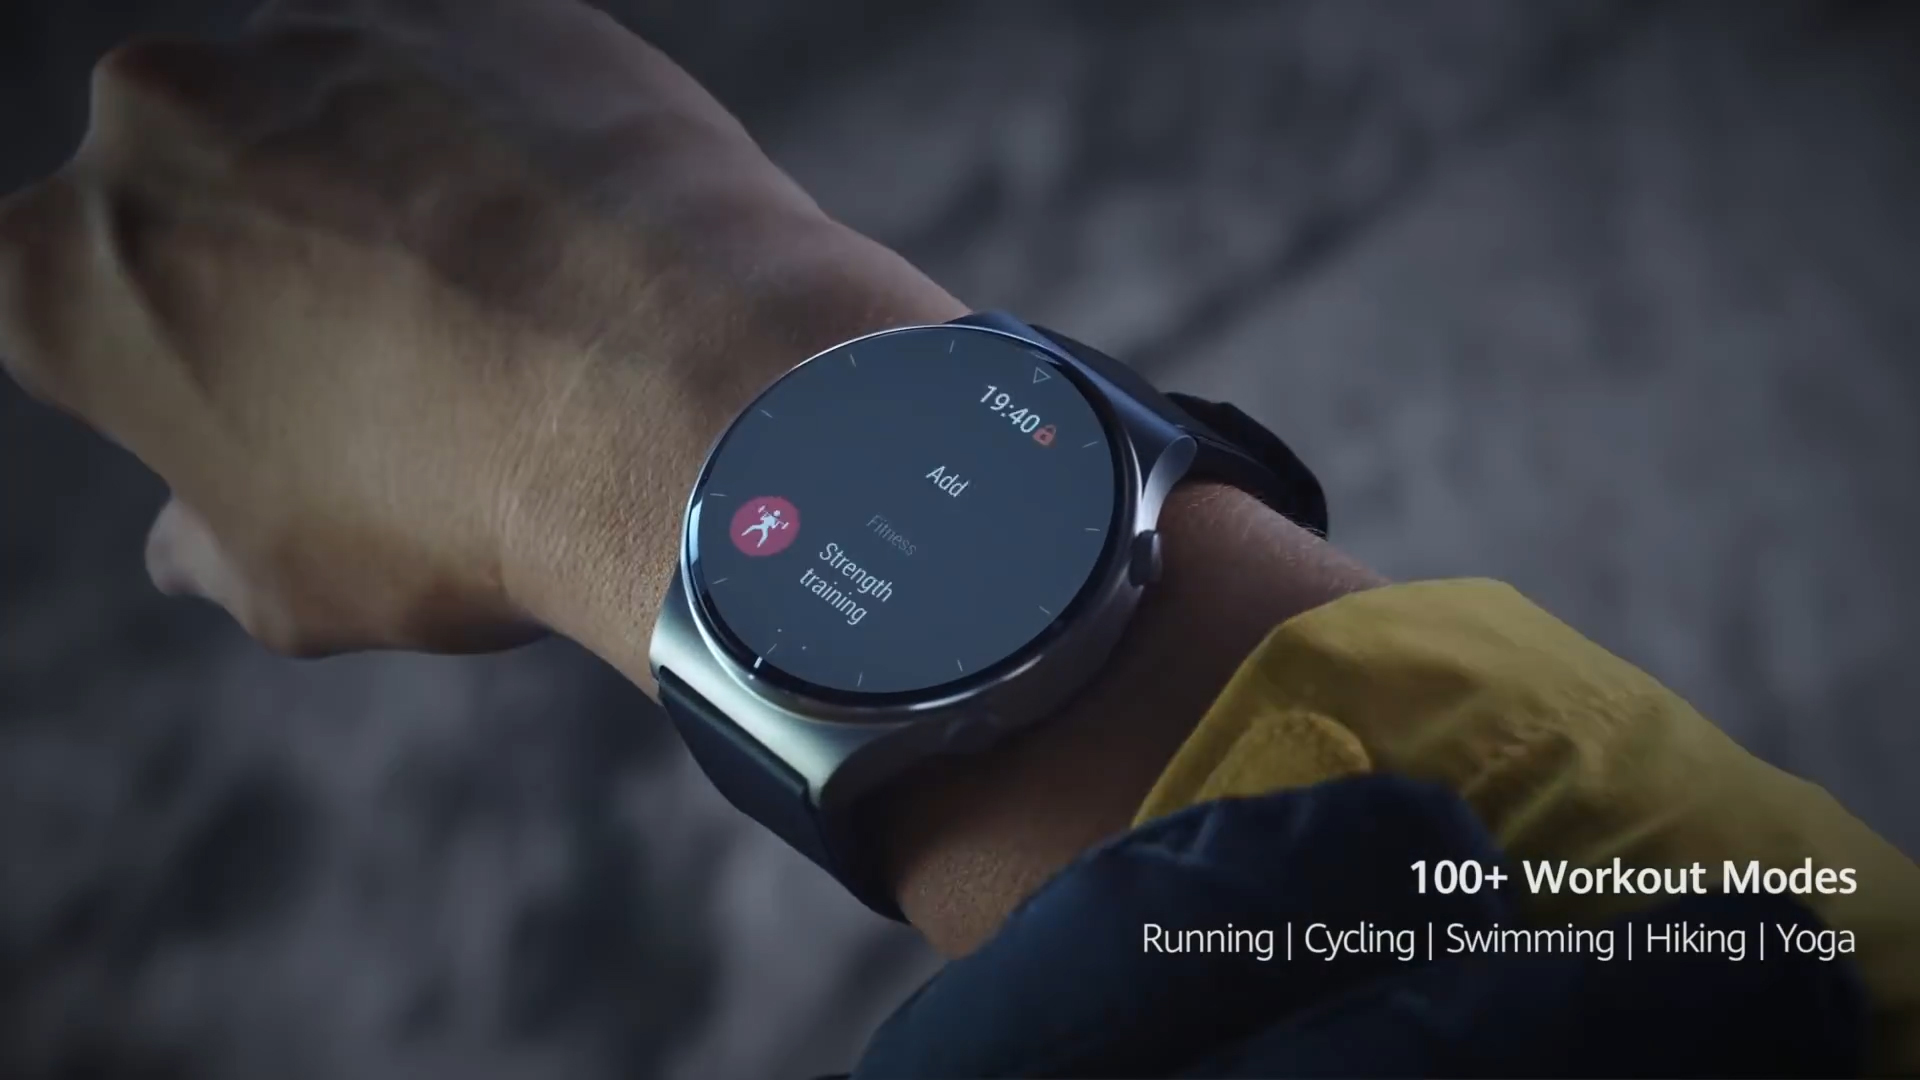 19:40
Add
Fitness
Strength
training
100+ Workout Modes
Running | Cycling | Swimming | Hiking | Yoga